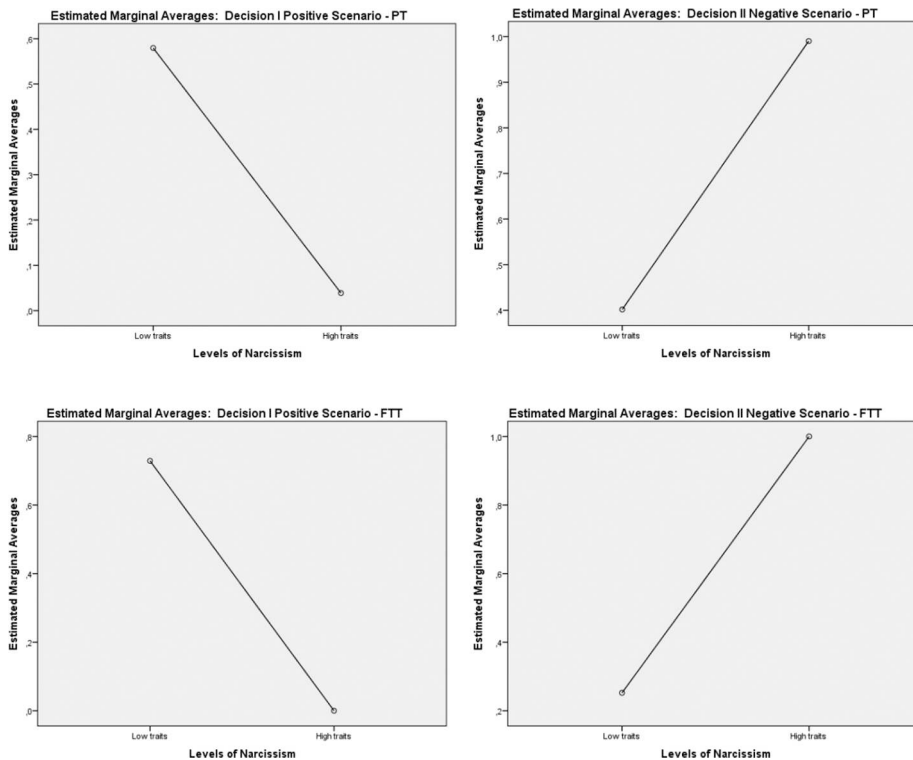 Estimated Marginal Averages: Decision I Positive Scenario - PT
Estimated Marginal Averages
,6
,5
,4
,3
,2
,1
,0
Low traits
High traits
Levels of Narcissism
Estimated Marginal Averages: Decision II Negative Scenario - PT
Estimated Marginal Averages
1,0
,9
,8
,7
,6
,5
,4
Low traits
High traits
Levels of Narcissism
Estimated Marginal Averages: Decision I Positive Scenario - FTT
Estimated Marginal Averages
,8
,6
,4
,2
,0
Low traits
High traits
Levels of Narcissism
Estimated Marginal Averages: Decision II Negative Scenario - FTT
Estimated Marginal Averages
1,0
,8
,6
,4
,2
Low traits
High traits
Levels of Narcissism